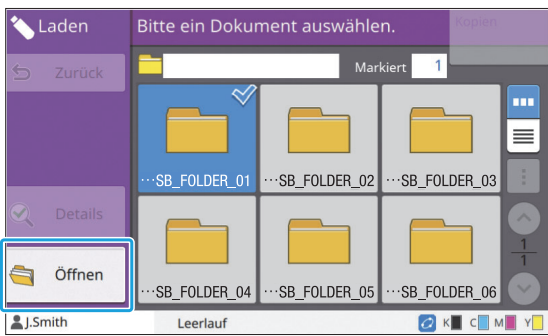 Laden
Bitte ein Dokument auswählen.
Kopien
Zurück
Markiert 1
···SB_FOLDER_01 ···SB_FOLDER_02 ···SB_FOLDER_03
Details
1
1
Öffnen
···SB_FOLDER_04 ···SB_FOLDER_05 ···SB_FOLDER_06
J.Smith Leerlauf K C M Y